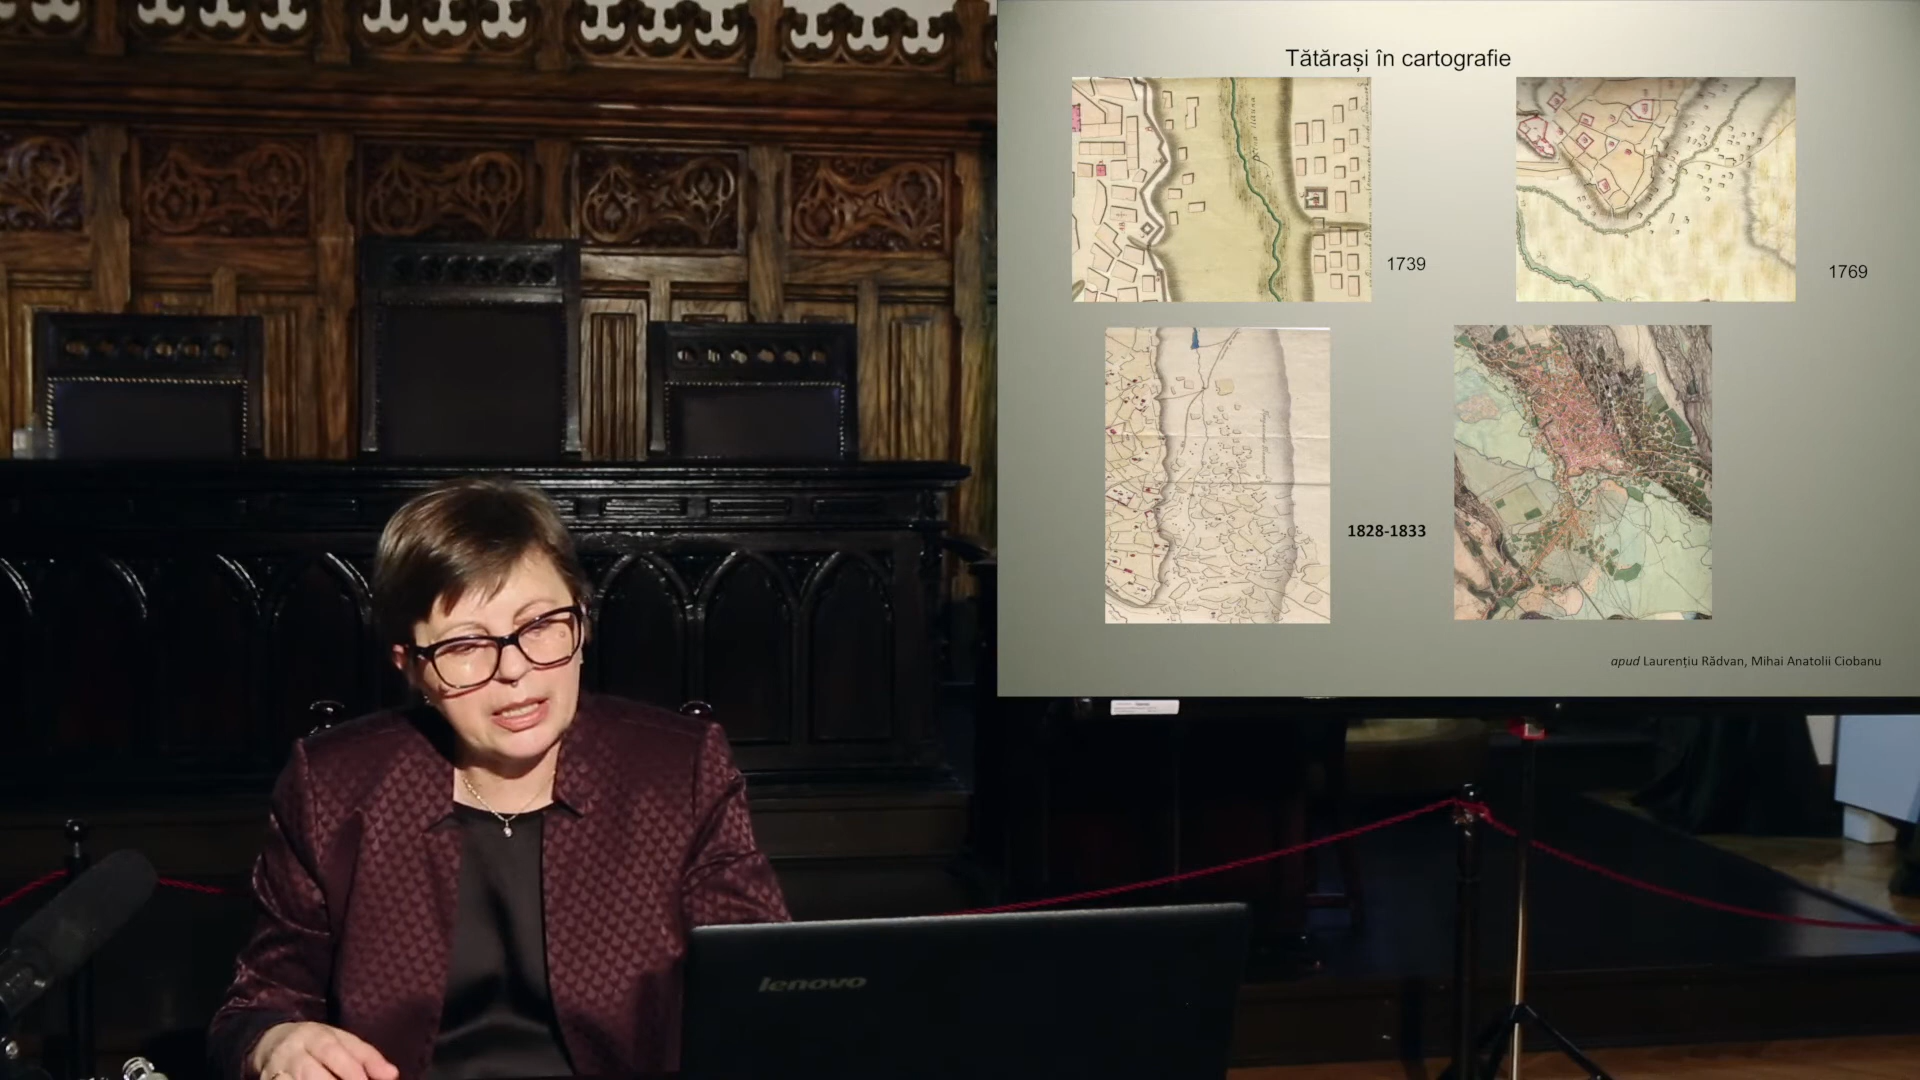 Tătărași în cartografie
1739
1769
1828-1833
apud Laurențiu Rădvan, Mihai Anatolii Ciobanu
lenovo